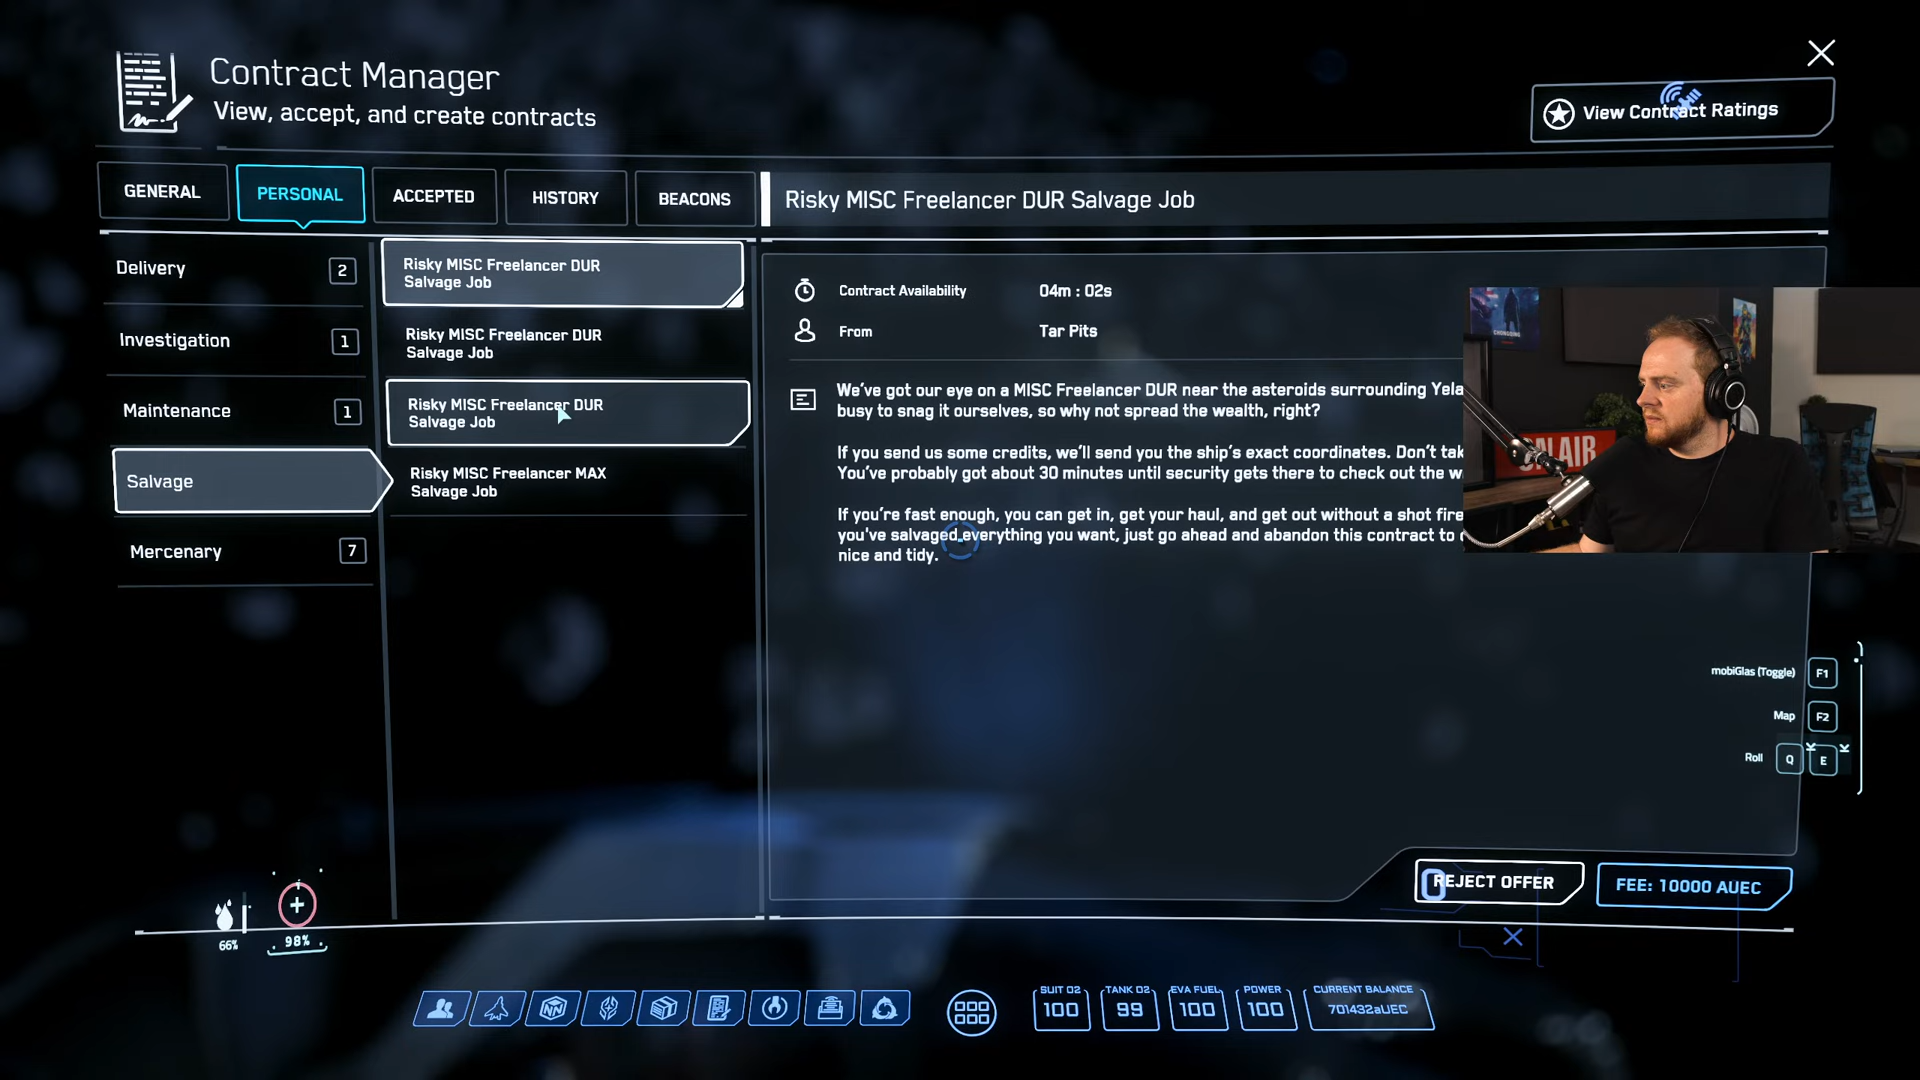 Contract Manager
View, accept, and create contracts
View Contract Ratings
GENERAL
PERSONAL
ACCEPTED
HISTORY
BEACONS
Risky MISC Freelancer DUR Salvage Job
Delivery
2
Investigation
1
Maintenance
1
Salvage
Mercenary
7
Risky MISC Freelancer DUR
Salvage Job
Risky MISC Freelancer DUR
Salvage Job
Risky MISC Freelancer DUR
Salvage Job
Risky MISC Freelancer MAX
Salvage Job
Contract Availability
04m : 02s
From
Tar Pits
We've got our eye on a MISC Freelancer DUR near the asteroids surrounding Yela
busy to snag it ourselves, so why not spread the wealth, right?
If you send us some credits, we'll send you the ship's exact coordinates. Don't tak
You've probably got about 30 minutes until security gets there to check out the w
If you're fast enough, you can get in, get your haul, and get out without a shot fire
you've salvaged everything you want, just go ahead and abandon this contract to
nice and tidy.
ON AIR
mobiGlas (Toggle)
F1
Map
F2
Roll
Q
E
REJECT OFFER
FEE: 10000 AUEC
66%
98%
SUIT O2
100
TANK O2
99
EVA FUEL
100
POWER
100
CURRENT BALANCE
701432aUEC